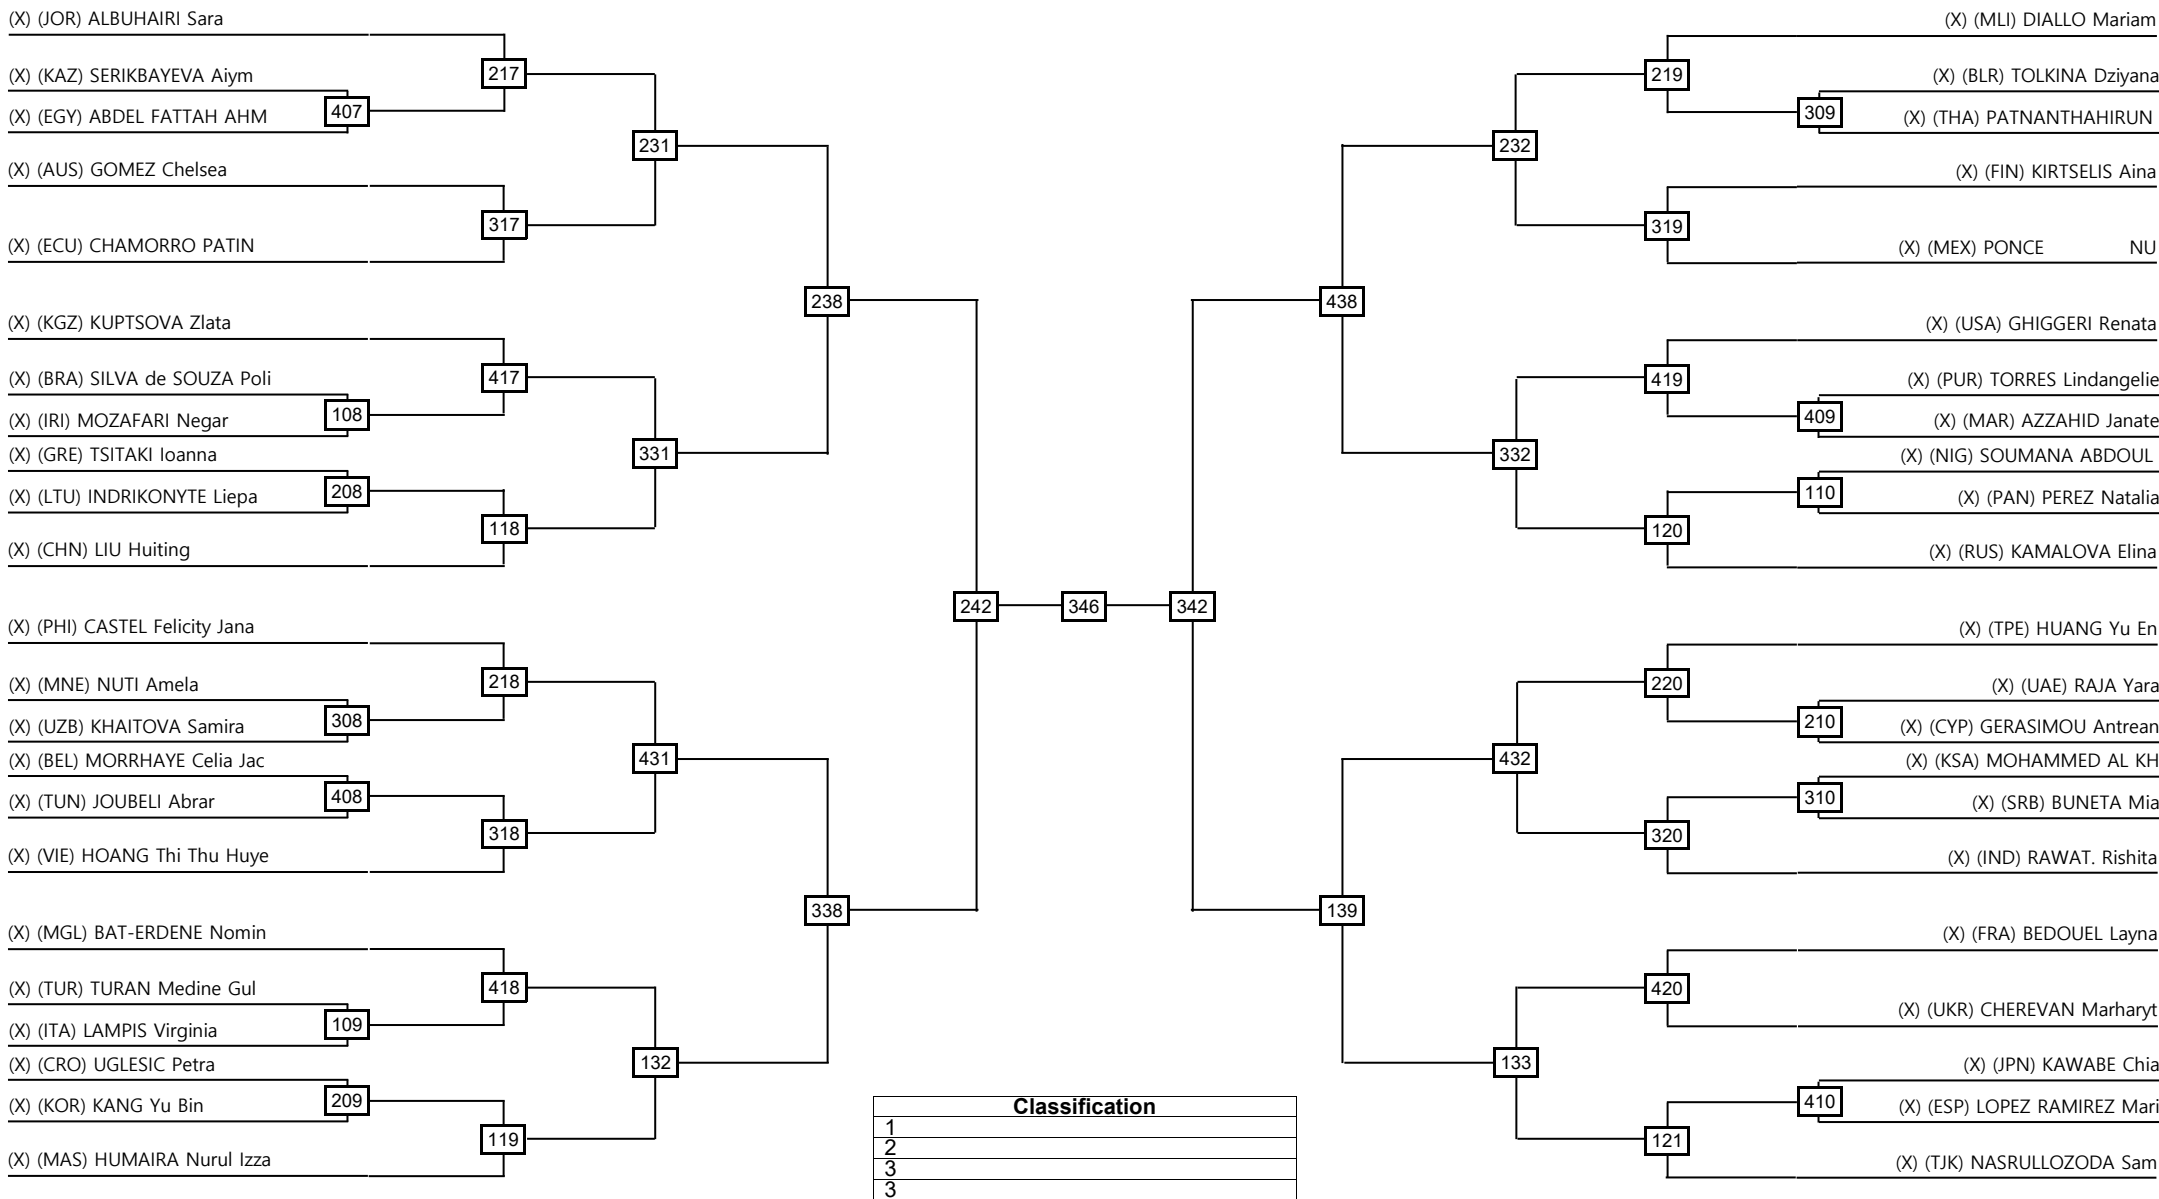 (X) (JOR) ALBUHAIRI Sara
(X) (KAZ) SERIKBAYEVA Aiym
(X) (EGY) ABDEL FATTAH AHM
(X) (AUS) GOMEZ Chelsea
(X) (ECU) CHAMORRO PATIN
(X) (KGZ) KUPTSOVA Zlata
(X) (BRA) SILVA de SOUZA Poli
(X) (IRI) MOZAFARI Negar
(X) (GRE) TSITAKI Ioanna
(X) (LTU) INDRIKONYTE Liepa
(X) (CHN) LIU Huiting
(X) (PHI) CASTEL Felicity Jana
(X) (MNE) NUTI Amela
(X) (UZB) KHAITOVA Samira
(X) (BEL) MORRHAYE Celia Jac
(X) (TUN) JOUBELI Abrar
(X) (VIE) HOANG Thi Thu Huye
(X) (MGL) BAT-ERDENE Nomin
(X) (TUR) TURAN Medine Gul
(X) (ITA) LAMPIS Virginia
(X) (CRO) UGLESIC Petra
(X) (KOR) KANG Yu Bin
(X) (MAS) HUMAIRA Nurul Izza
407
108
208
308
408
109
209
217
317
417
118
218
318
418
119
231
331
431
132
238
338
242
346
342
438
139
232
332
432
133
219
319
419
120
220
320
420
121
309
409
110
210
310
410
(X) (MLI) DIALLO Mariam
(X) (BLR) TOLKINA Dziyana
(X) (THA) PATNANTHAHIRUN
(X) (FIN) KIRTSELIS Aina
(X) (MEX) PONCE NU
(X) (USA) GHIGGERI Renata
(X) (PUR) TORRES Lindangelie
(X) (MAR) AZZAHID Janate
(X) (NIG) SOUMANA ABDOUL
(X) (PAN) PEREZ Natalia
(X) (RUS) KAMALOVA Elina
(X) (TPE) HUANG Yu En
(X) (UAE) RAJA Yara
(X) (CYP) GERASIMOU Antrean
(X) (KSA) MOHAMMED AL KH
(X) (SRB) BUNETA Mia
(X) (IND) RAWAT. Rishita
(X) (FRA) BEDOUEL Layna
(X) (UKR) CHEREVAN Marharyt
(X) (JPN) KAWABE Chia
(X) (ESP) LOPEZ RAMIREZ Mari
(X) (TJK) NASRULLOZODA Sam
Classification
1
2
3
3